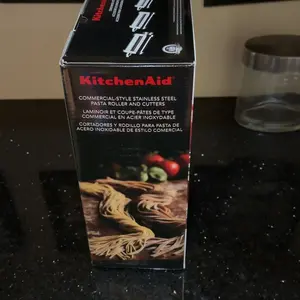 KitchenAid
COMMERCIAL-STYLE STAINLESS STEEL
PASTA ROLLER AND CUTTERS
LAMINOIR ET COUPE-PÂTES DE TYPE
COMMERCIAL EN ACIER INOXYDABLE
CORTADORES Y RODILLO PARA PASTA DE
ACERO INOXIDABLE DE ESTILO COMERCIAL